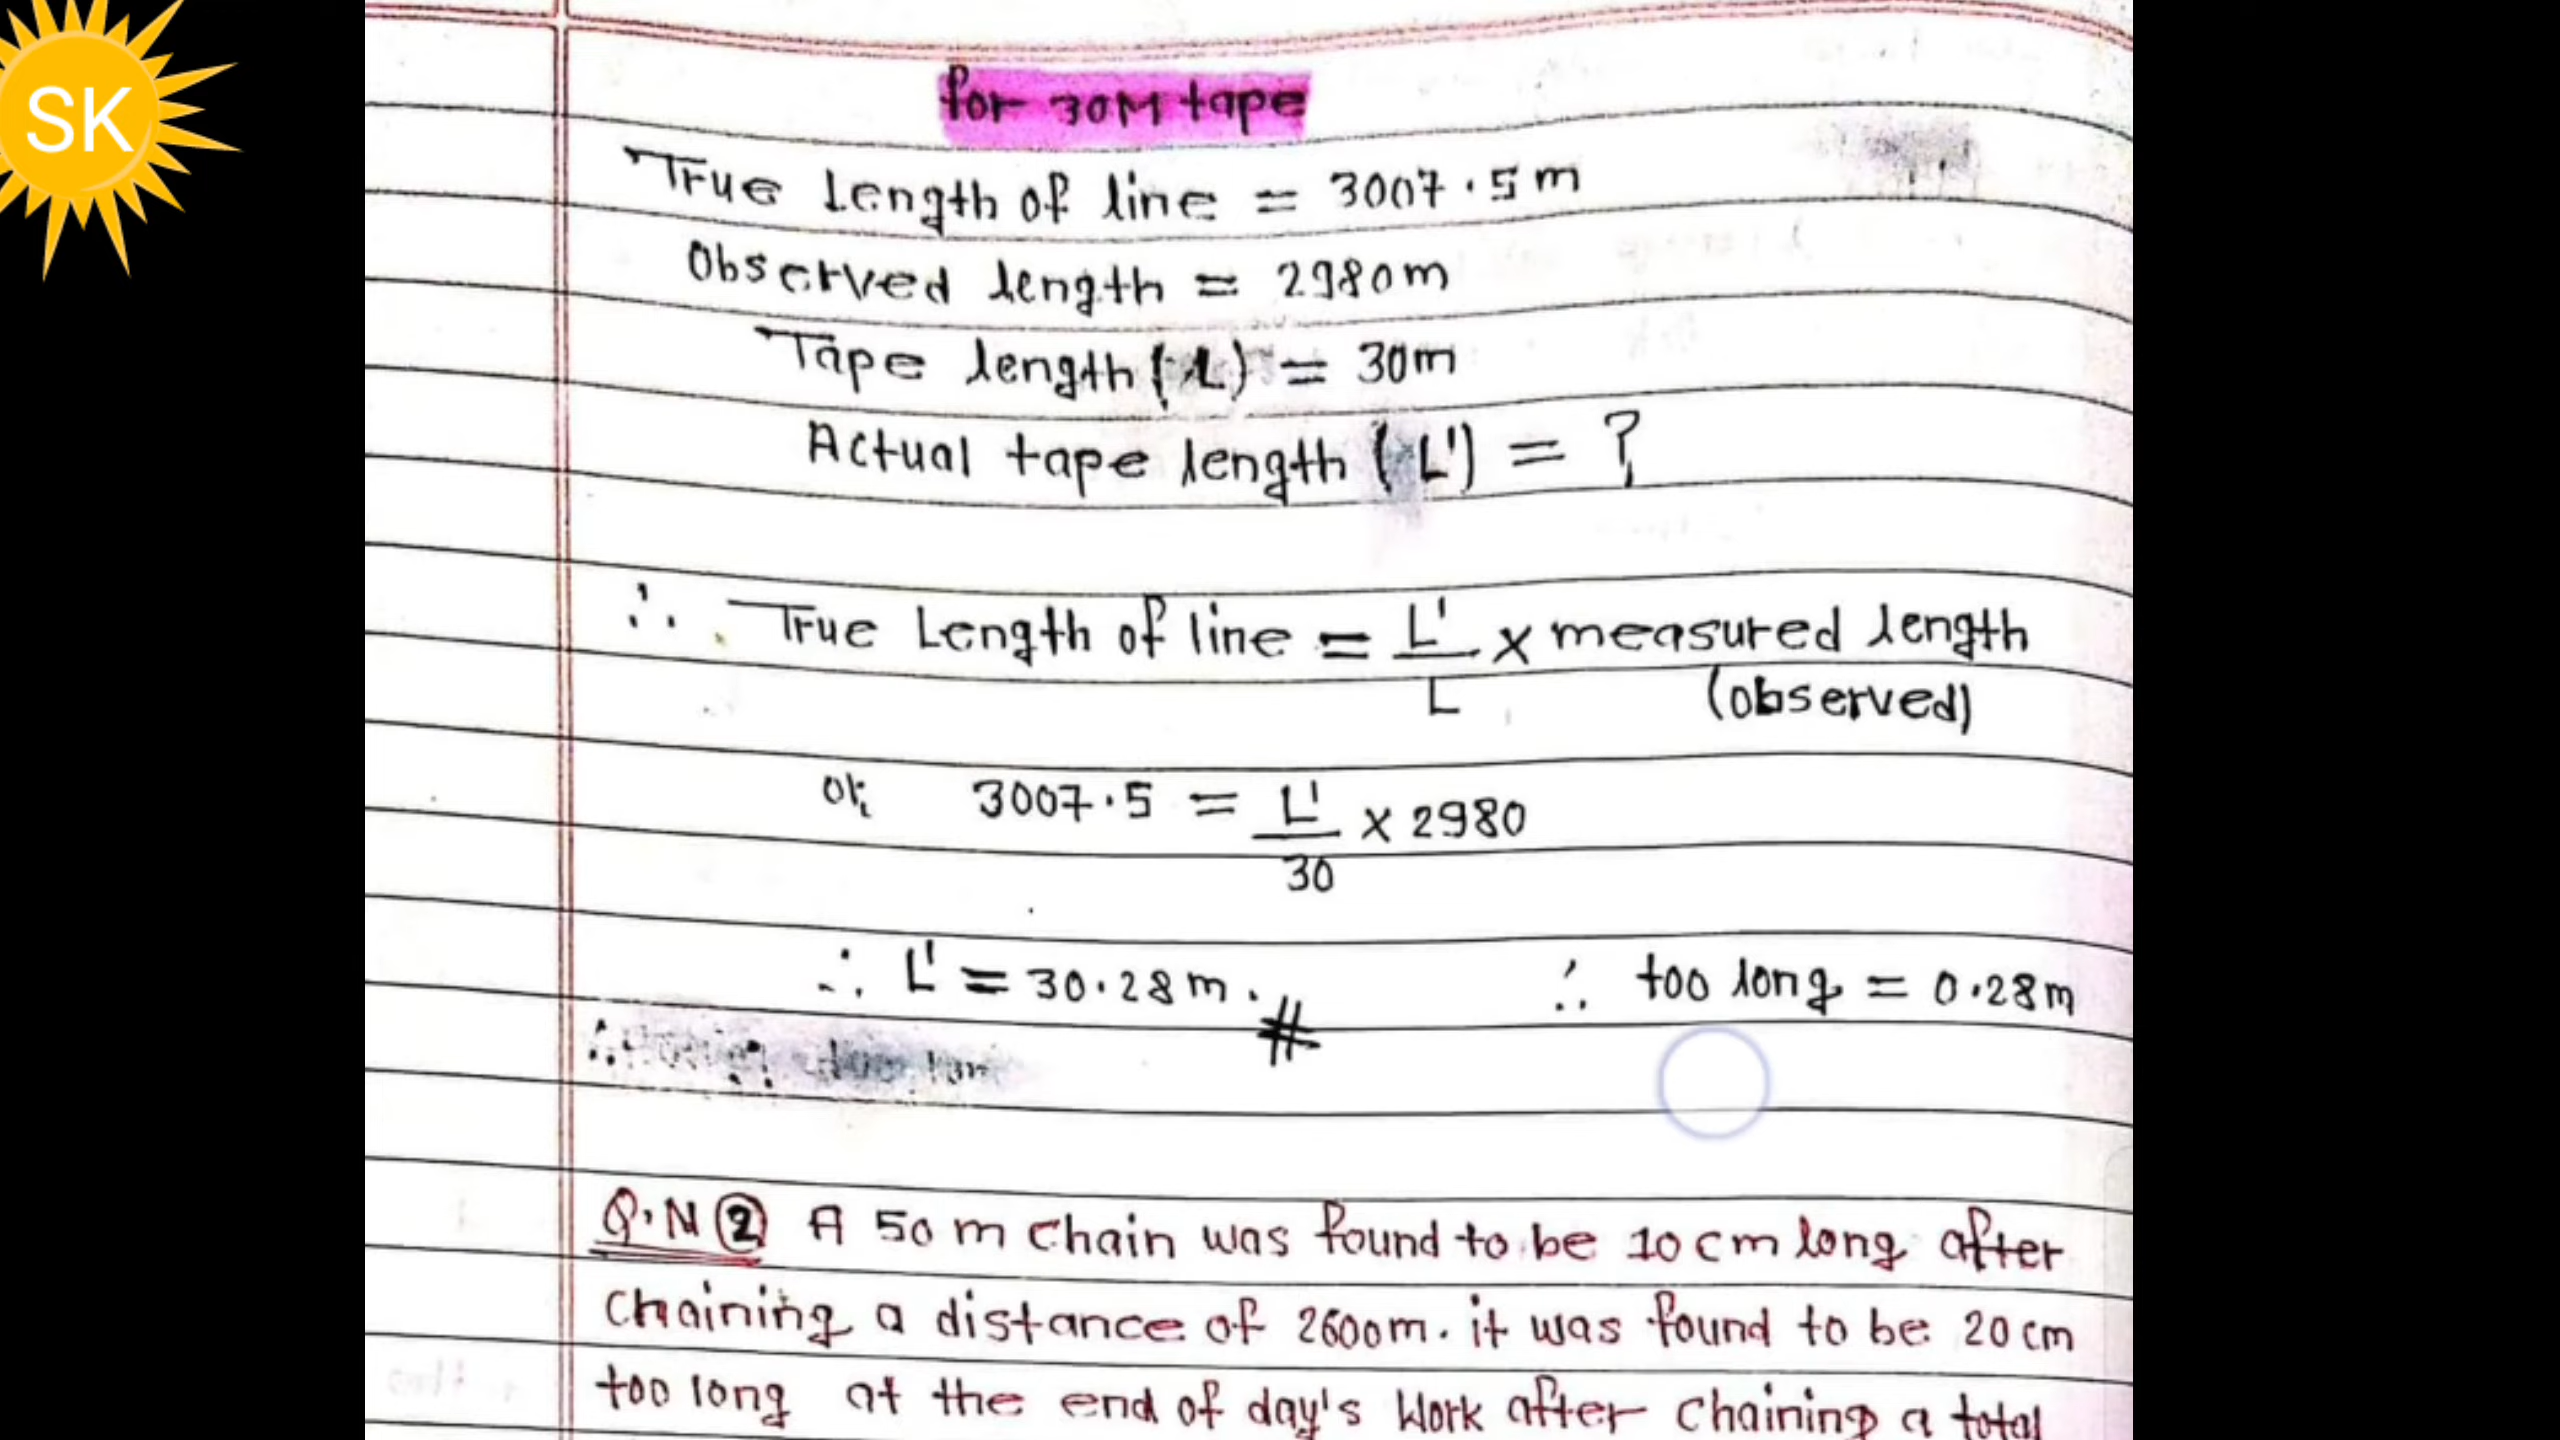 SK
for 30M tape
True Length of line = 3007.5m
Observed length = 2980m
Tape length (L) = 30m
Actual tape length (L') = ?
∴ True Length of line = L'/L × measured length
(observed)
or, 3007.5 = L'/30 × 2980
∴ L' = 30.28m. #
∴ too long = 0.28m
Q.N ② A 50 m chain was found to be 10 cm long after
chaining a distance of 2600m. it was found to be 20 cm
too long at the end of day's work after chaining a total